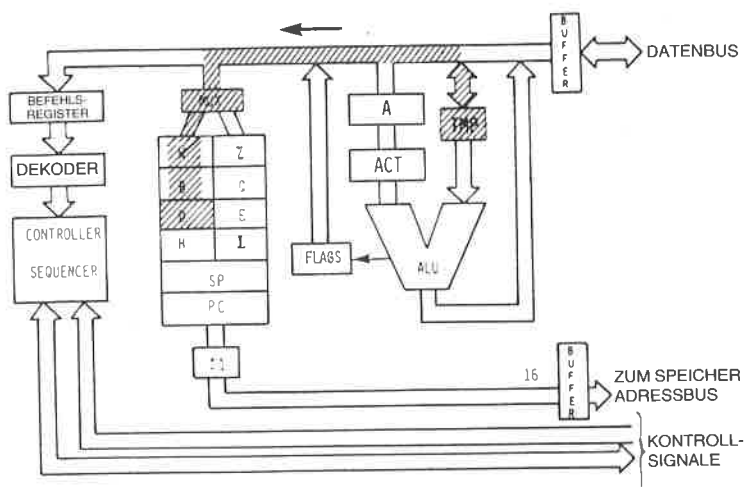 BUFFER
DATENBUS
BEFEHLS-
REGISTER
DEKODER
CONTROLLER
SEQUENCER
MUX
W
Z
B
C
D
E
H
L
SP
PC
A
ACT
TMP
ALU
FLAGS
16
BUFFER
ZUM SPEICHER
ADRESSBUS
KONTROLL-
SIGNALE